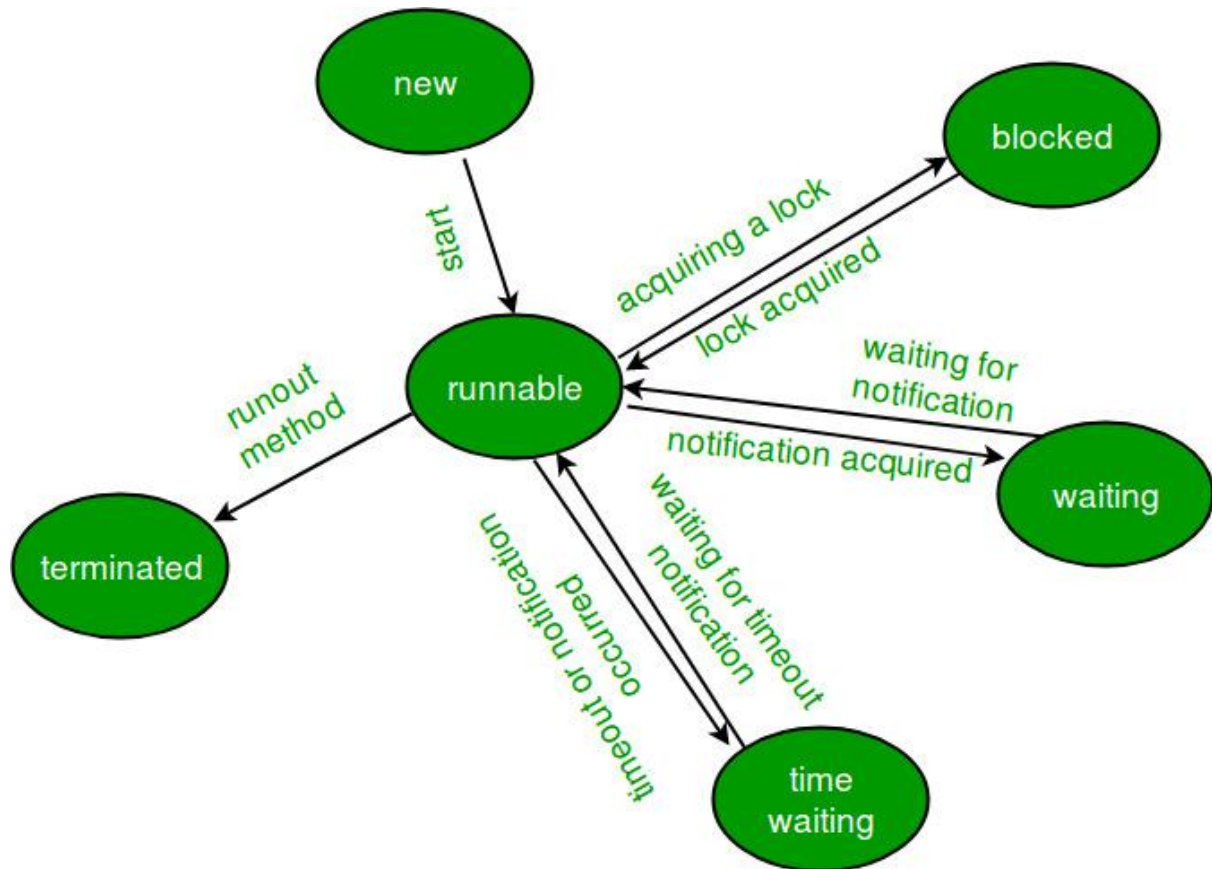 new
blocked
start
acquiring a lock
lock acquired
waiting for
notification
runnable
notification acquired
runout
method
waiting
terminated
waiting for timeout
notification
timeout or notification
occurred
time
waiting